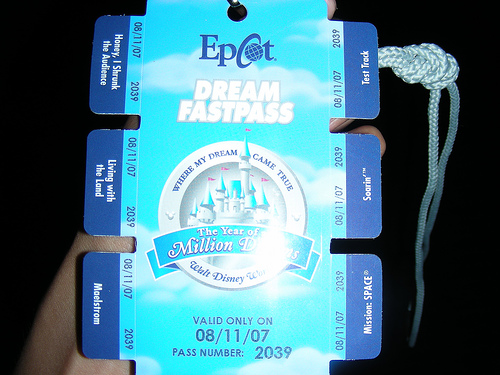 Epcot
DREAM
FASTPASS
WHERE MY DREAM CAME TRUE
The Year of
Million D
s
Walt Disney Wo
VALID ONLY ON
08/11/07
PASS NUMBER: 2039
08/11/07 2039
Honey, I Shrunk
the Audience
08/11/07 2039
Living with
the Land
08/11/07 2039
Maelstrom
08/11/07 2039
Test Track
08/11/07 2039
Soarin'™
08/11/07 2039
Mission: SPACE®